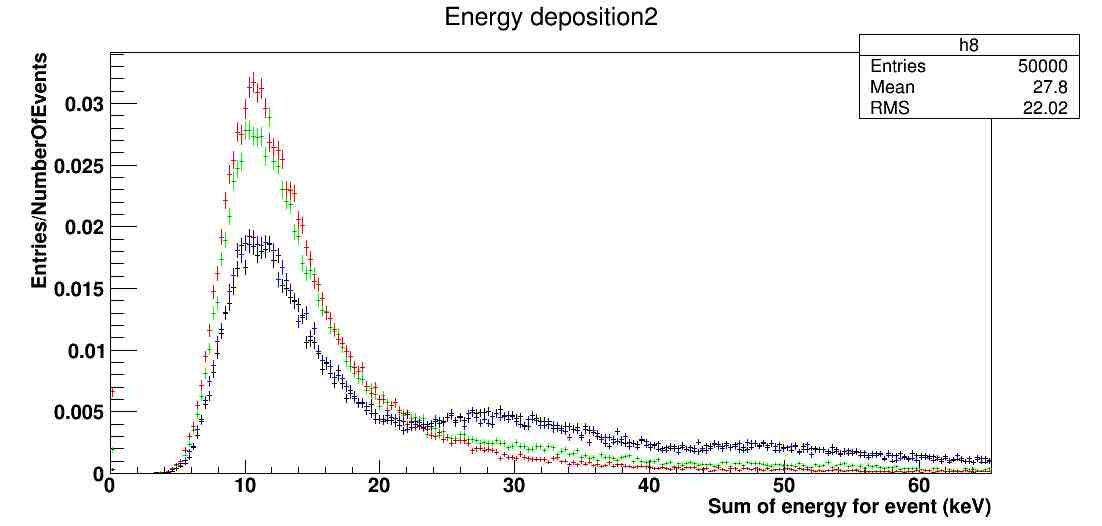 Energy deposition2
h8
Entries 50000
Mean 27.8
RMS 22.02
Entries/NumberOfEvents
0.03
0.025
0.02
0.015
0.01
0.005
0
0 10 20 30 40 50 60
Sum of energy for event (keV)